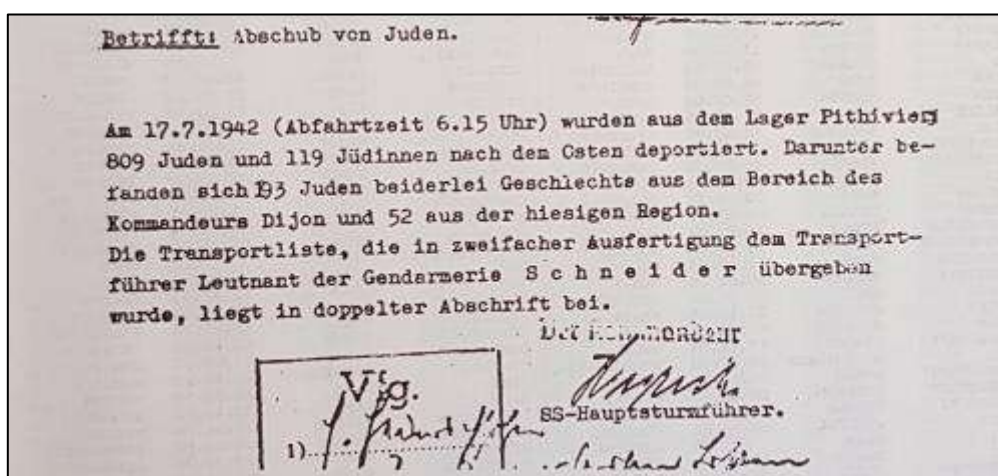 Betrifft: Abschub von Juden.
Am 17.7.1942 (Abfahrtzeit 6.15 Uhr) wurden aus dem Lager Pithiviers
809 Juden und 119 Jüdinnen nach dem Osten deportiert. Darunter be-
fanden sich 193 Juden beiderlei Geschlechts aus dem Bereich des
Kommandeurs Dijon und 52 aus der hiesigen Region.
Die Transportliste, die in zweifacher Ausfertigung dem Transport-
führer Leutnant der Gendarmerie S c h n e i d e r übergeben
wurde, liegt in doppelter Abschrift bei.
Der Kommandeur
Vfg.
SS-Hauptsturmführer.
1)